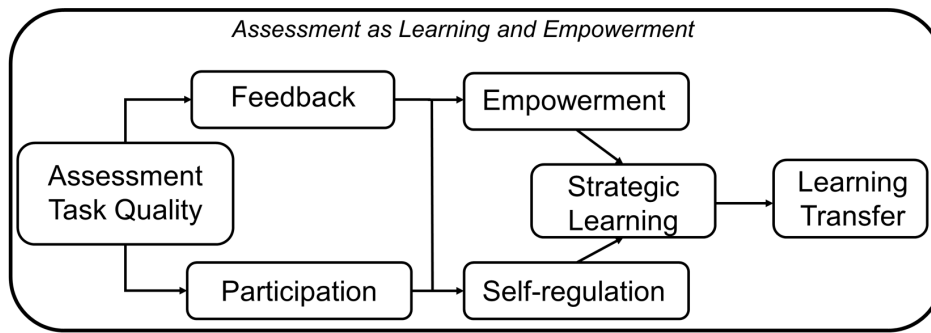 Assessment as Learning and Empowerment
Feedback
Empowerment
Assessment
Task Quality
Strategic
Learning
Learning
Transfer
Participation
Self-regulation